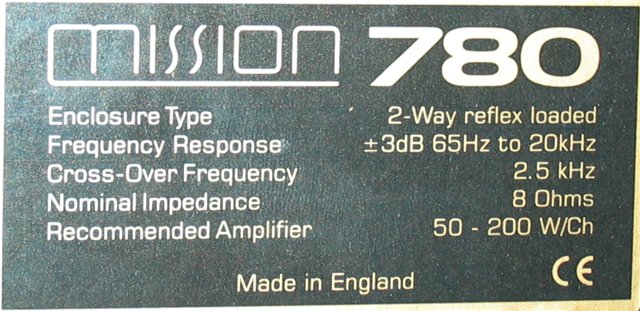 mission 780
Enclosure Type 2-Way reflex loaded
Frequency Response ±3dB 65Hz to 20kHz
Cross-Over Frequency 2.5 kHz
Nominal Impedance 8 Ohms
Recommended Amplifier 50 - 200 W/Ch
Made in England CE